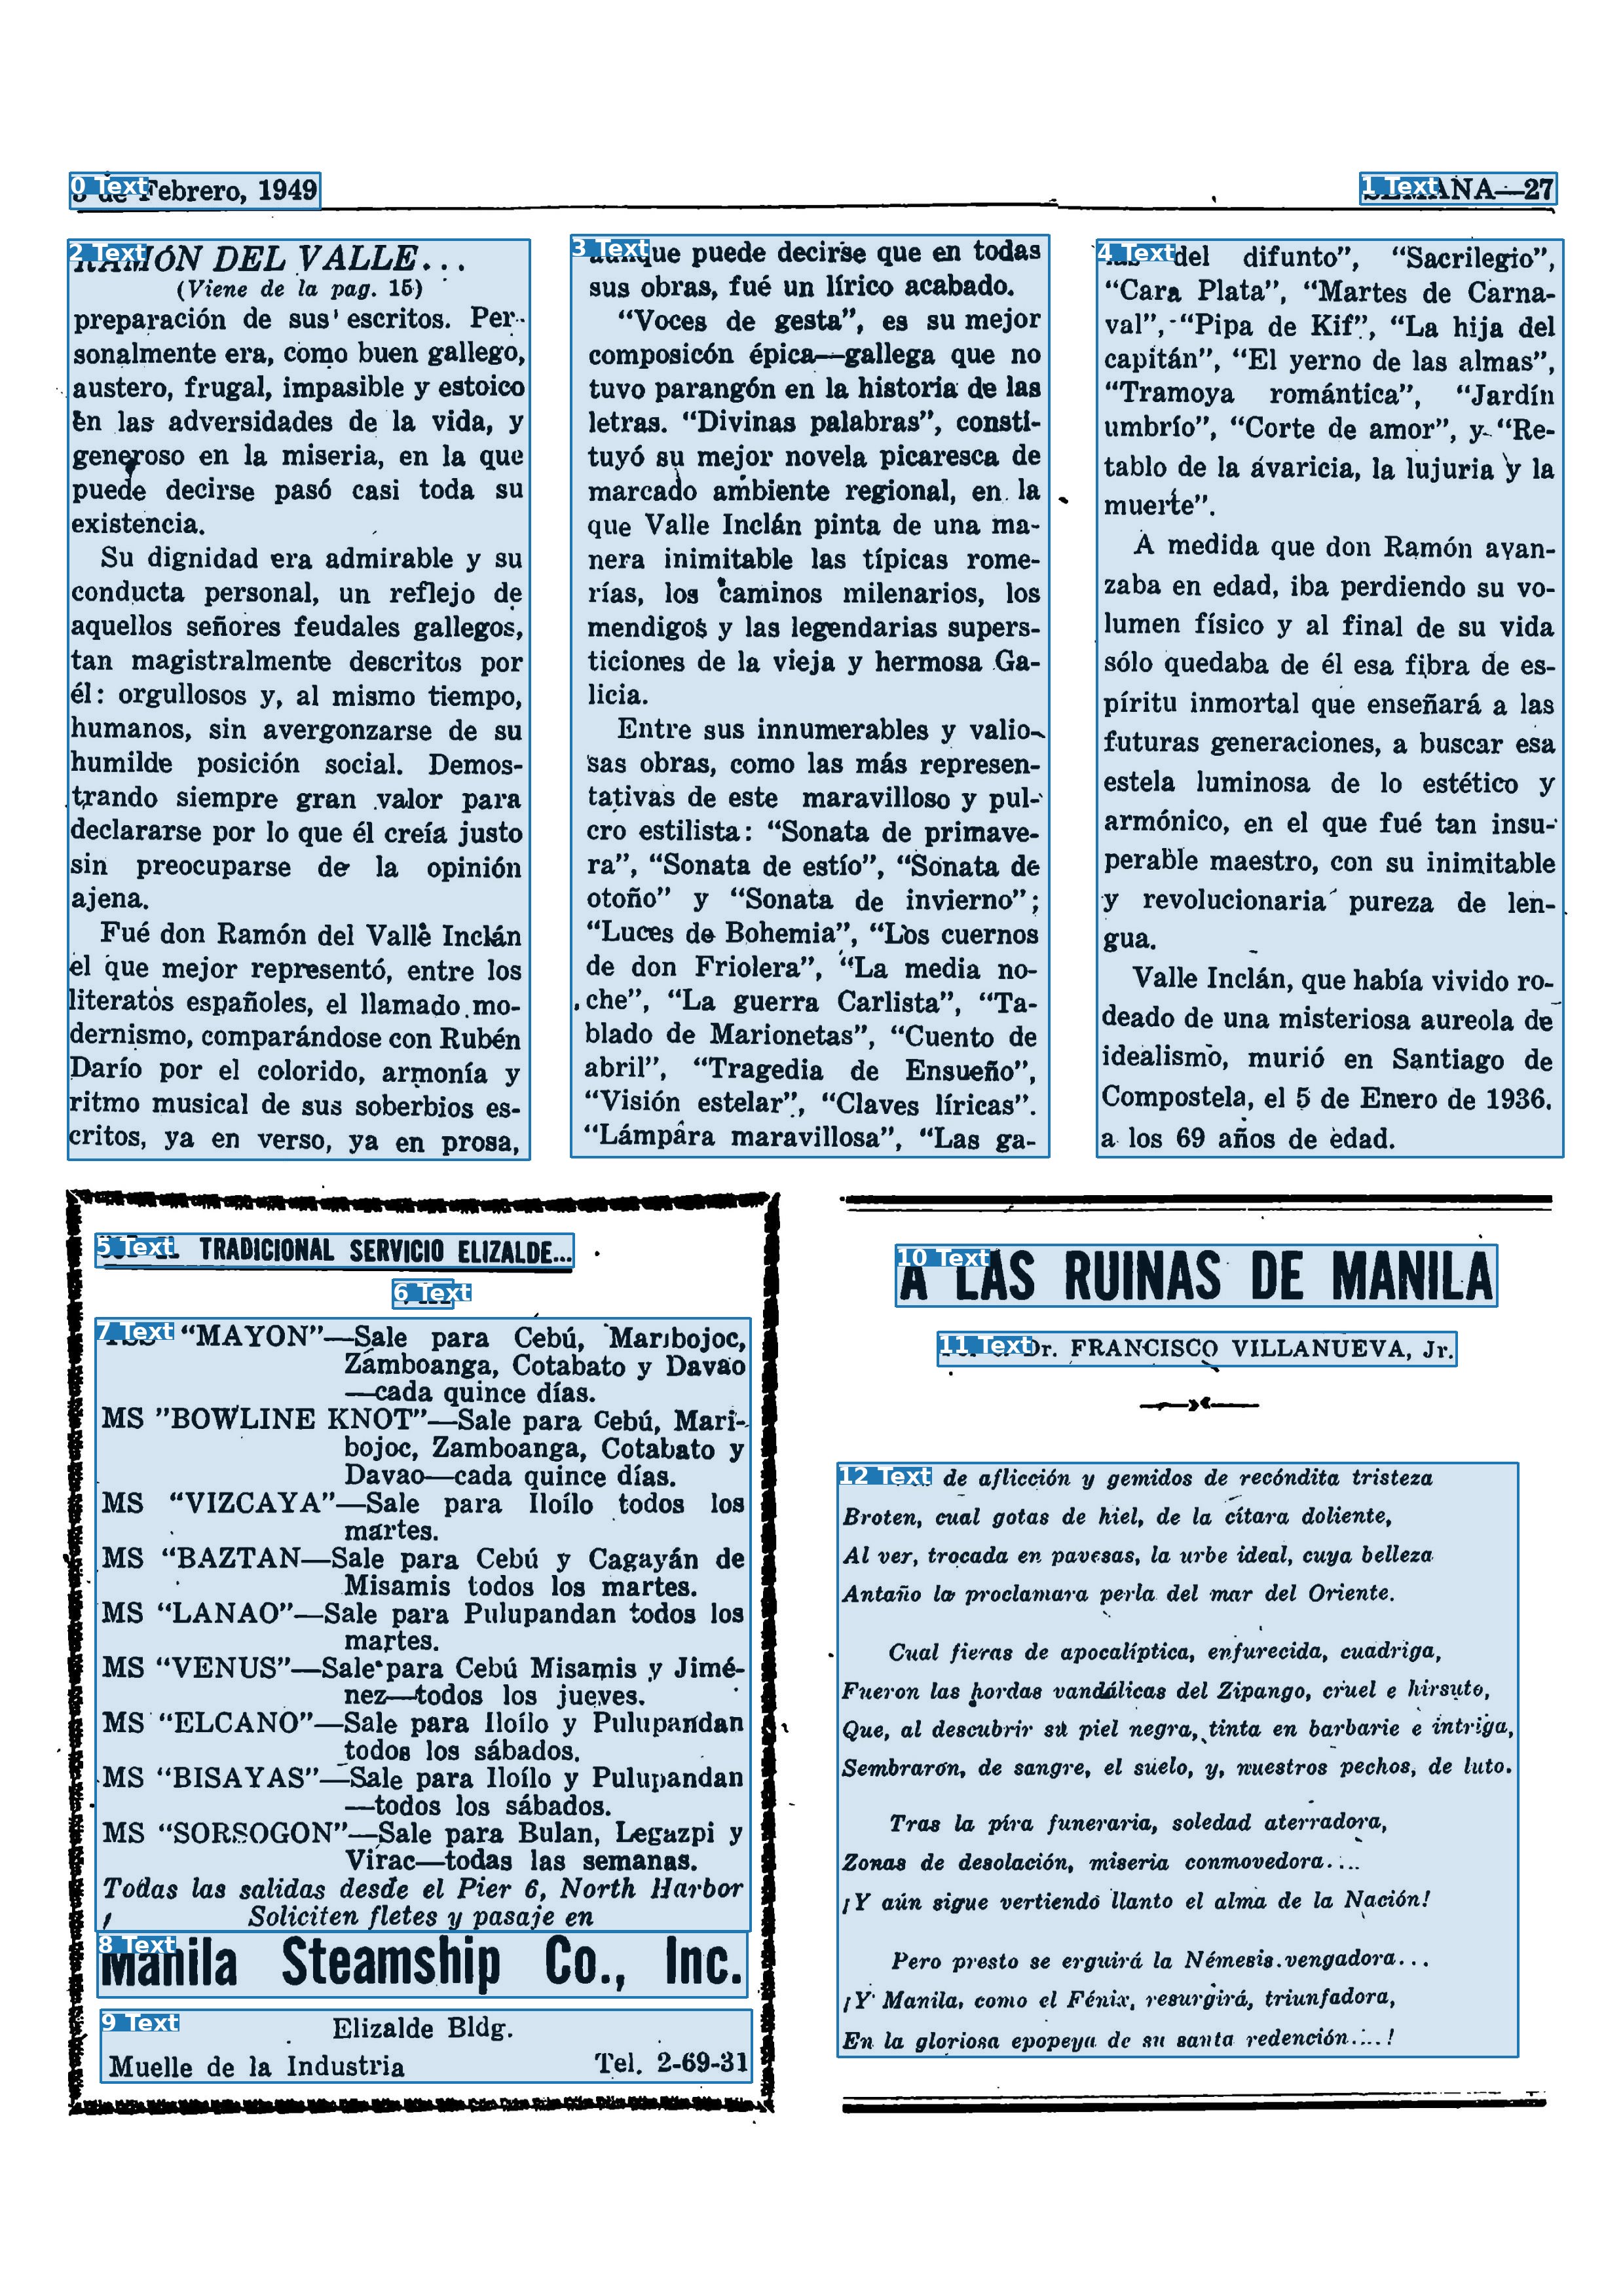 Febrero, 1949
ANA—27
RAMÓN DEL VALLE...
(Viene de la pag. 15)
preparación de sus escritos. Per-
sonalmente era, como buen gallego,
austero, frugal, impasible y estoico
en las adversidades de la vida, y
generoso en la miseria, en la que
puede decirse pasó casi toda su
existencia.
Su dignidad era admirable y su
conducta personal, un reflejo de
aquellos señores feudales gallegos,
tan magistralmente descritos por
él: orgullosos y, al mismo tiempo,
humanos, sin avergonzarse de su
humilde posición social. Demos-
trando siempre gran valor para
declararse por lo que él creía justo
sin preocuparse de la opinión
ajena.
Fué don Ramón del Valle Inclán
el que mejor representó, entre los
literatos españoles, el llamado mo-
dernismo, comparándose con Rubén
Darío por el colorido, armonía y
ritmo musical de sus soberbios es-
critos, ya en verso, ya en prosa,
aunque puede decirse que en todas
sus obras, fué un lírico acabado.
"Voces de gesta", es su mejor
composicón épica—gallega que no
tuvo parangón en la historia de las
letras. "Divinas palabras", consti-
tuyó su mejor novela picaresca de
marcado ambiente regional, en la
que Valle Inclán pinta de una ma-
nera inimitable las típicas rome-
rías, los caminos milenarios, los
mendigos y las legendarias supers-
ticiones de la vieja y hermosa Ga-
licia.
Entre sus innumerables y valio-
sas obras, como las más represen-
tativas de este maravilloso y pul-
cro estilista: "Sonata de primave-
ra", "Sonata de estío", "Sonata de
otoño" y "Sonata de invierno";
"Luces de Bohemia", "Los cuernos
de don Friolera", "La media no-
che", "La guerra Carlista", "Ta-
blado de Marionetas", "Cuento de
abril", "Tragedia de Ensueño",
"Visión estelar", "Claves líricas".
"Lámpara maravillosa", "Las ga-
las del difunto", "Sacrilegio",
"Cara Plata", "Martes de Carna-
val", "Pipa de Kif", "La hija del
capitán", "El yerno de las almas",
"Tramoya romántica", "Jardín
umbrío", "Corte de amor", y "Re-
tablo de la avaricia, la lujuria y la
muerte".
A medida que don Ramón avan-
zaba en edad, iba perdiendo su vo-
lumen físico y al final de su vida
sólo quedaba de él esa fibra de es-
píritu inmortal que enseñará a las
futuras generaciones, a buscar esa
estela luminosa de lo estético y
armónico, en el que fué tan insu-
perable maestro, con su inimitable
y revolucionaria pureza de len-
gua.
Valle Inclán, que había vivido ro-
deado de una misteriosa aureola de
idealismo, murió en Santiago de
Compostela, el 5 de Enero de 1936.
a los 69 años de edad.
TRADICIONAL SERVICIO ELIZALDE...
"MAYON"—Sale para Cebú, Maribojoc,
Zamboanga, Cotabato y Davao
—cada quince días.
MS "BOWLINE KNOT"—Sale para Cebú, Mari-
bojoc, Zamboanga, Cotabato y
Davao—cada quince días.
MS "VIZCAYA"—Sale para Iloílo todos los
martes.
MS "BAZTAN—Sale para Cebú y Cagayán de
Misamis todos los martes.
MS "LANAO"—Sale para Pulupandan todos los
martes.
MS "VENUS"—Sale para Cebú Misamis y Jimé-
nez—todos los jueves.
MS "ELCANO"—Sale para Iloílo y Pulupandan
todos los sábados.
MS "BISAYAS"—Sale para Iloílo y Pulupandan
—todos los sábados.
MS "SORSOGON"—Sale para Bulan, Legazpi y
Virac—todas las semanas.
Todas las salidas desde el Pier 6, North Harbor
Soliciten fletes y pasaje en
Manila Steamship Co., Inc.
Elizalde Bldg.
Muelle de la Industria Tel. 2-69-31
A LAS RUINAS DE MANILA
Dr. FRANCISCO VILLANUEVA, Jr.
de aflicción y gemidos de recóndita tristeza
Broten, cual gotas de hiel, de la cítara doliente,
Al ver, trocada en pavesas, la urbe ideal, cuya belleza
Antaño la proclamara perla del mar del Oriente.
Cual fieras de apocalíptica, enfurecida, cuadriga,
Fueron las hordas vandálicas del Zipango, cruel e hirsuto,
Que, al descubrir su piel negra, tinta en barbarie e intriga,
Sembraron, de sangre, el suelo, y, nuestros pechos, de luto.
Tras la pira funeraria, soledad aterradora,
Zonas de desolación, miseria conmovedora....
¡Y aún sigue vertiendo llanto el alma de la Nación!
Pero presto se erguirá la Némesis vengadora...
¡Y Manila, como el Fénix, resurgirá, triunfadora,
En la gloriosa epopeya de su santa redención....!
0 Text
1 Text
2 Text
3 Text
4 Text
5 Text
6 Text
7 Text
8 Text
9 Text
10 Text
11 Text
12 Text